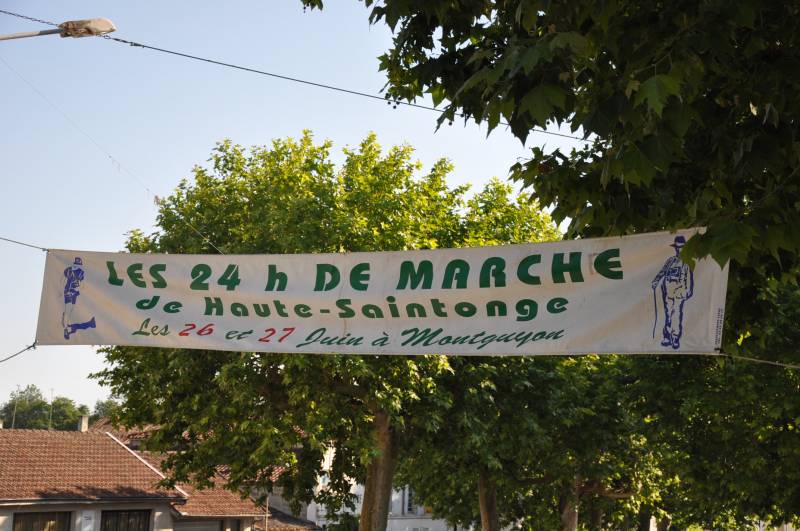 LES 24 h DE MARCHE
de Haute-Saintonge
Les 26 et 27 Juin à Montguyon